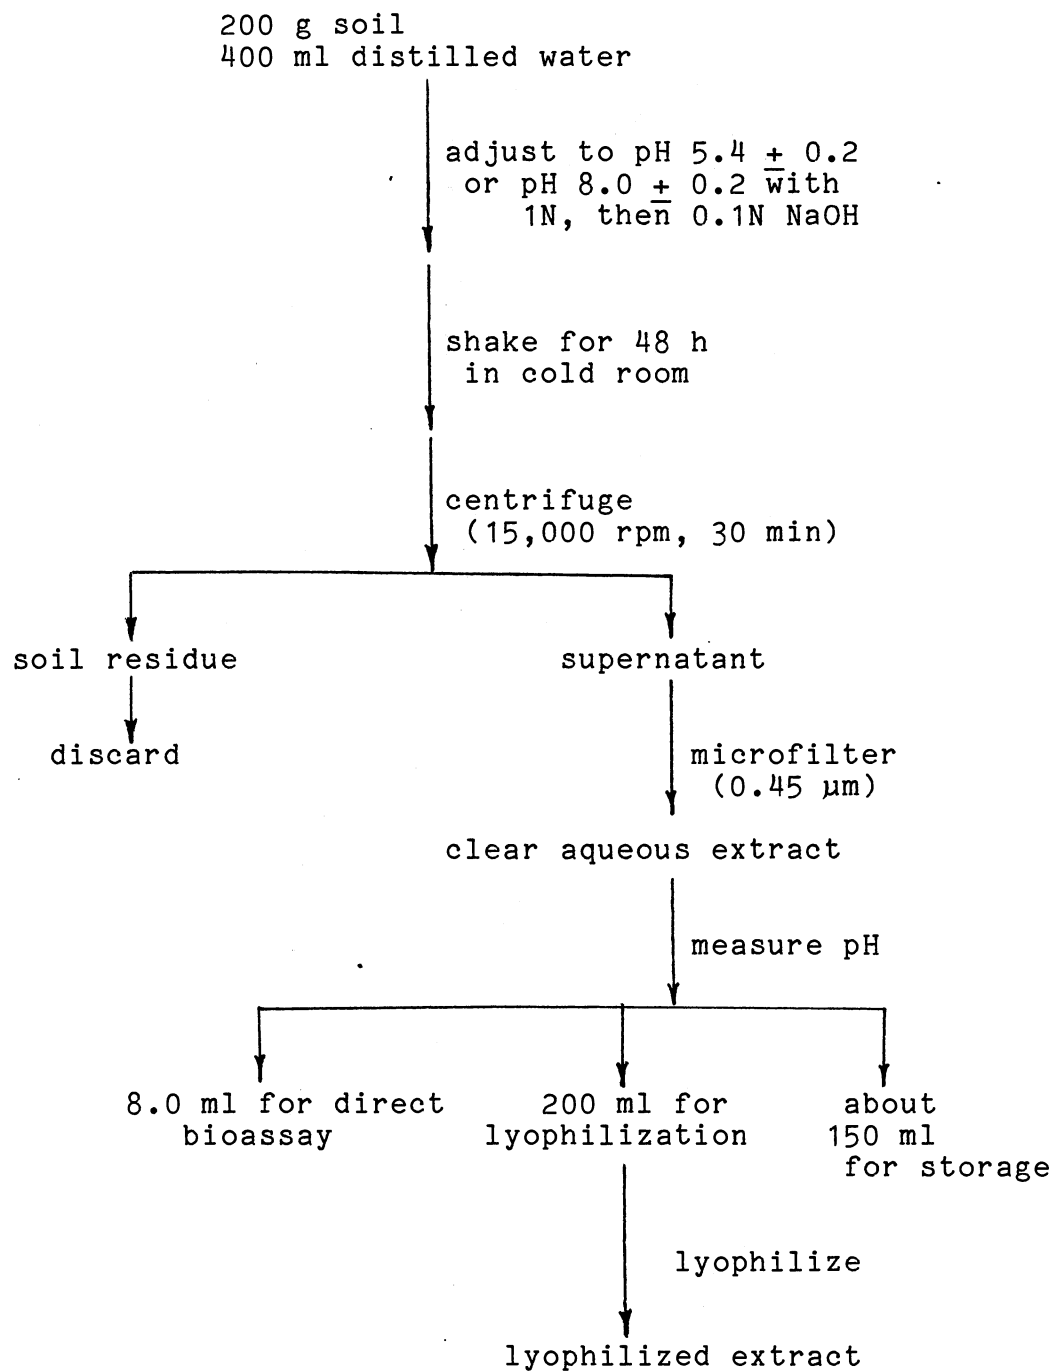 200 g soil
400 ml distilled water
adjust to pH 5.4 ± 0.2
or pH 8.0 ± 0.2 with
1N, then 0.1N NaOH
shake for 48 h
in cold room
centrifuge
(15,000 rpm, 30 min)
soil residue
supernatant
discard
microfilter
(0.45 µm)
clear aqueous extract
measure pH
8.0 ml for direct
bioassay
200 ml for
lyophilization
about
150 ml
for storage
lyophilize
lyophilized extract